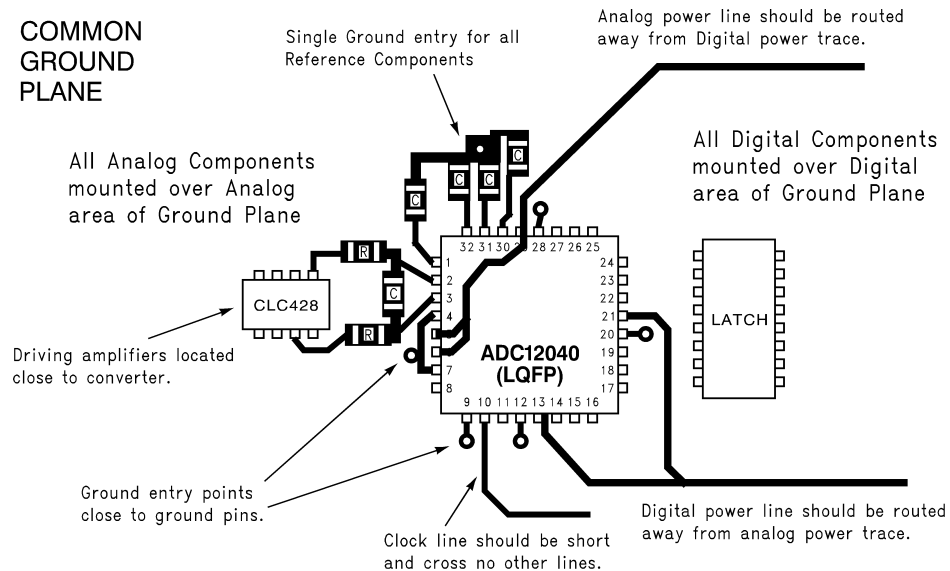 COMMON
GROUND
PLANE
Single Ground entry for all
Reference Components
Analog power line should be routed
away from Digital power trace.
All Analog Components
mounted over Analog
area of Ground Plane
All Digital Components
mounted over Digital
area of Ground Plane
C
C
C
C
32 31 30 28 27 26 25
1
2
3
4
7
8
24
23
22
21
20
19
18
17
R
C
R
CLC428
LATCH
ADC12040
(LQFP)
9 10 11 12 13 14 15 16
Driving amplifiers located
close to converter.
Ground entry points
close to ground pins.
Clock line should be short
and cross no other lines.
Digital power line should be routed
away from analog power trace.